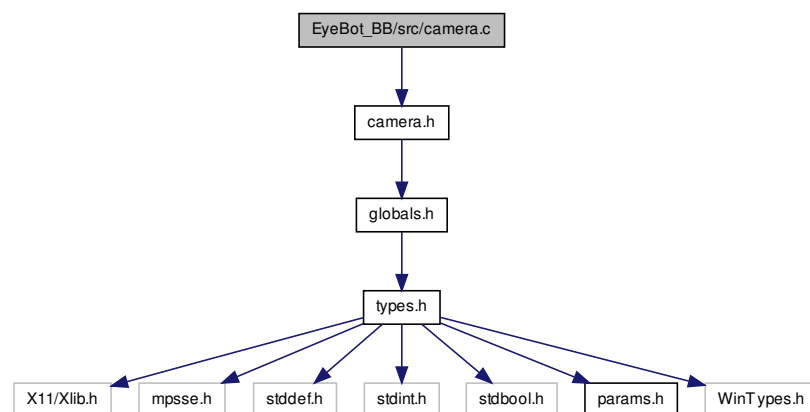 EyeBot_BB/src/camera.c
camera.h
globals.h
types.h
X11/Xlib.h
mpsse.h
stddef.h
stdint.h
stdbool.h
params.h
WinTypes.h